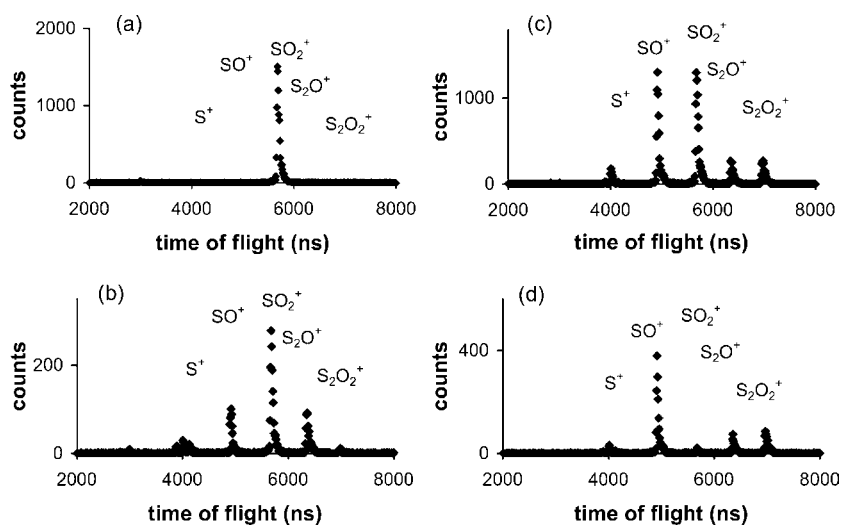 (a)
2000
1000
0
counts
SO⁺
SO₂⁺
S₂O⁺
S⁺
S₂O₂⁺
2000 4000 6000 8000
time of flight (ns)
(c)
1000
0
counts
SO₂⁺
SO⁺
S₂O⁺
S⁺
S₂O₂⁺
2000 4000 6000 8000
time of flight (ns)
(b)
200
0
counts
SO₂⁺
SO⁺
S₂O⁺
S⁺
S₂O₂⁺
2000 4000 6000 8000
time of flight (ns)
(d)
400
0
counts
SO₂⁺
SO⁺
S₂O⁺
S⁺
S₂O₂⁺
2000 4000 6000 8000
time of flight (ns)